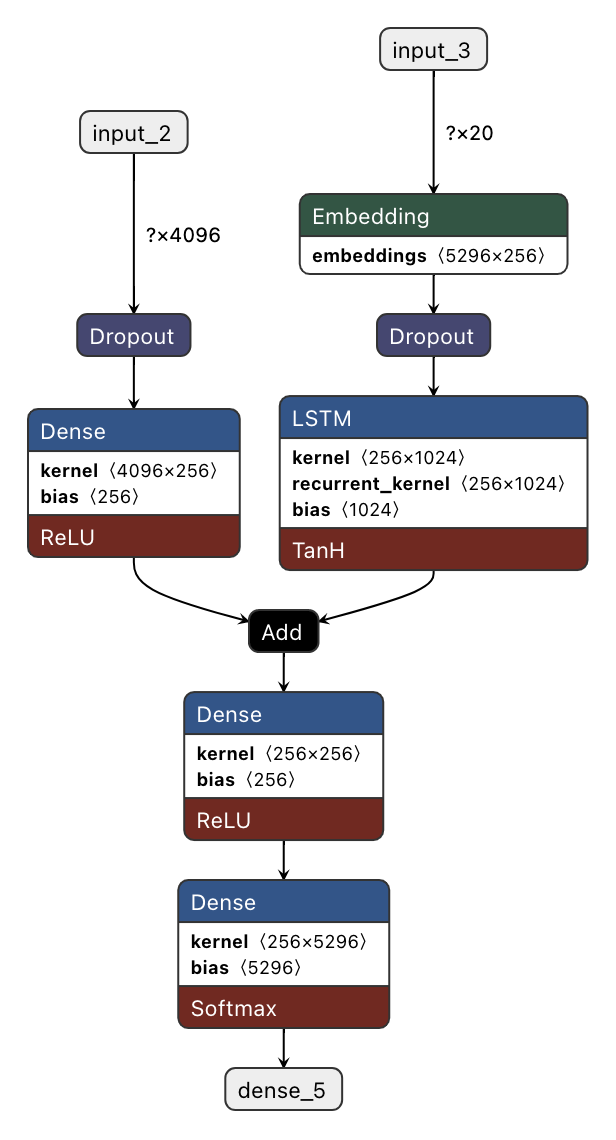 input_3
?×20
input_2
?×4096
Embedding
embeddings 〈5296×256〉
Dropout
Dropout
Dense
kernel 〈4096×256〉
bias 〈256〉
ReLU
LSTM
kernel 〈256×1024〉
recurrent_kernel 〈256×1024〉
bias 〈1024〉
TanH
Add
Dense
kernel 〈256×256〉
bias 〈256〉
ReLU
Dense
kernel 〈256×5296〉
bias 〈5296〉
Softmax
dense_5